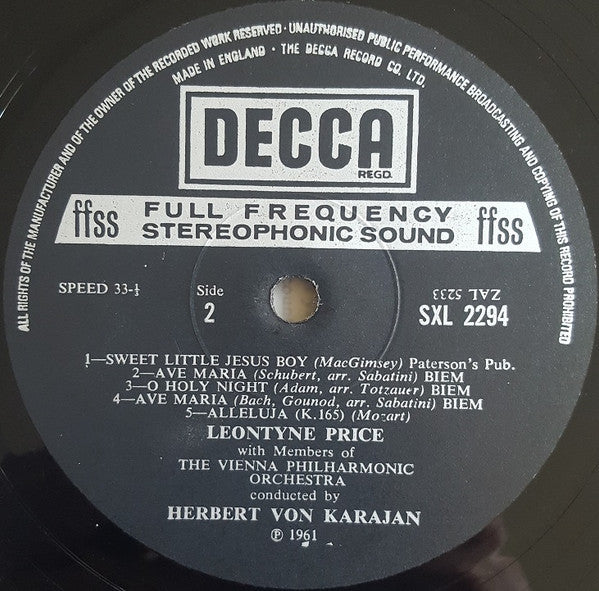 ALL RIGHTS OF THE MANUFACTURER AND OF THE OWNER OF THE RECORDED WORK RESERVED · UNAUTHORISED PUBLIC PERFORMANCE BROADCASTING AND COPYING OF THIS RECORD PROHIBITED
MADE IN ENGLAND · THE DECCA RECORD CO. LTD.
DECCA
REGD.
ffss FULL FREQUENCY ffss
STEREOPHONIC SOUND
SPEED 33-⅓ Side ZAL 5233
2 SXL 2294
1—SWEET LITTLE JESUS BOY (MacGimsey) Paterson's Pub.
2—AVE MARIA (Schubert, arr. Sabatini) BIEM
3—O HOLY NIGHT (Adam, arr. Totzauer) BIEM
4—AVE MARIA (Bach, Gounod, arr. Sabatini) BIEM
5—ALLELUJA (K.165) (Mozart)
LEONTYNE PRICE
with Members of
THE VIENNA PHILHARMONIC
ORCHESTRA
conducted by
HERBERT VON KARAJAN
℗ 1961